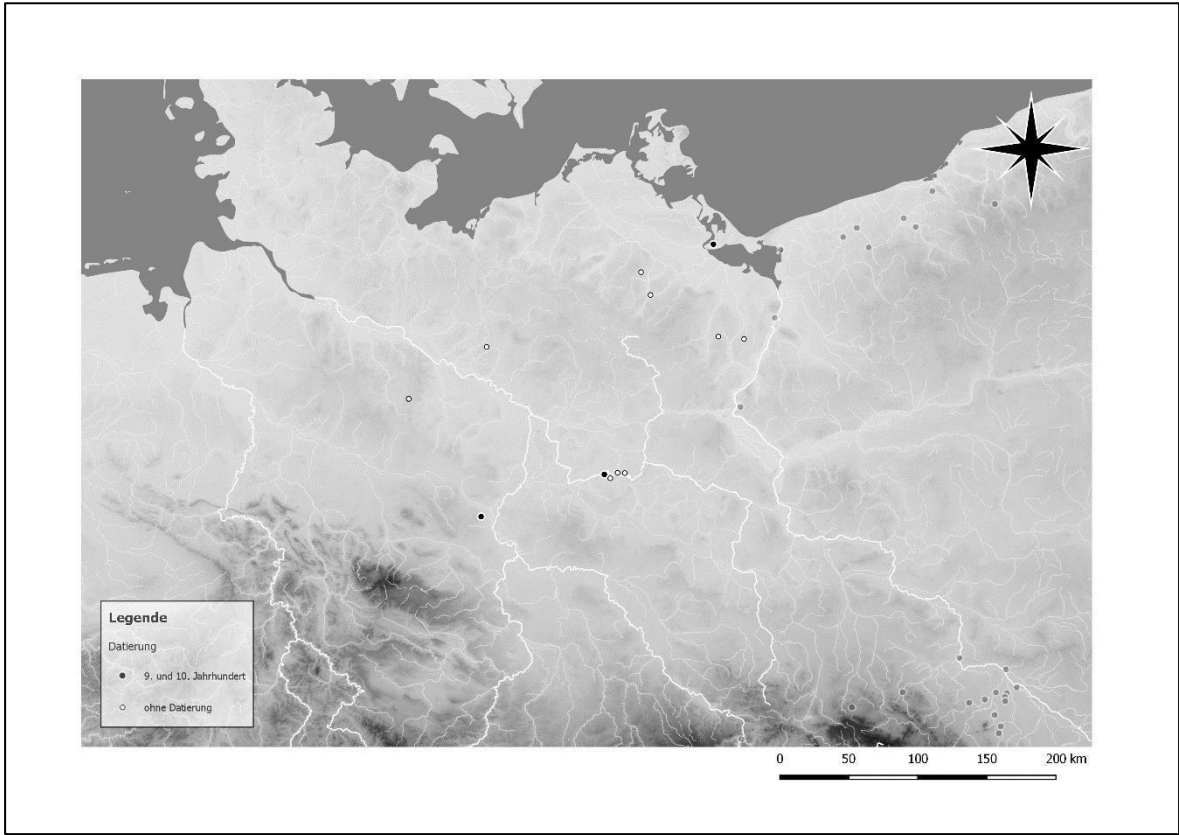 Legende
Datierung
9. und 10. Jahrhundert
ohne Datierung
0 50 100 150 200 km